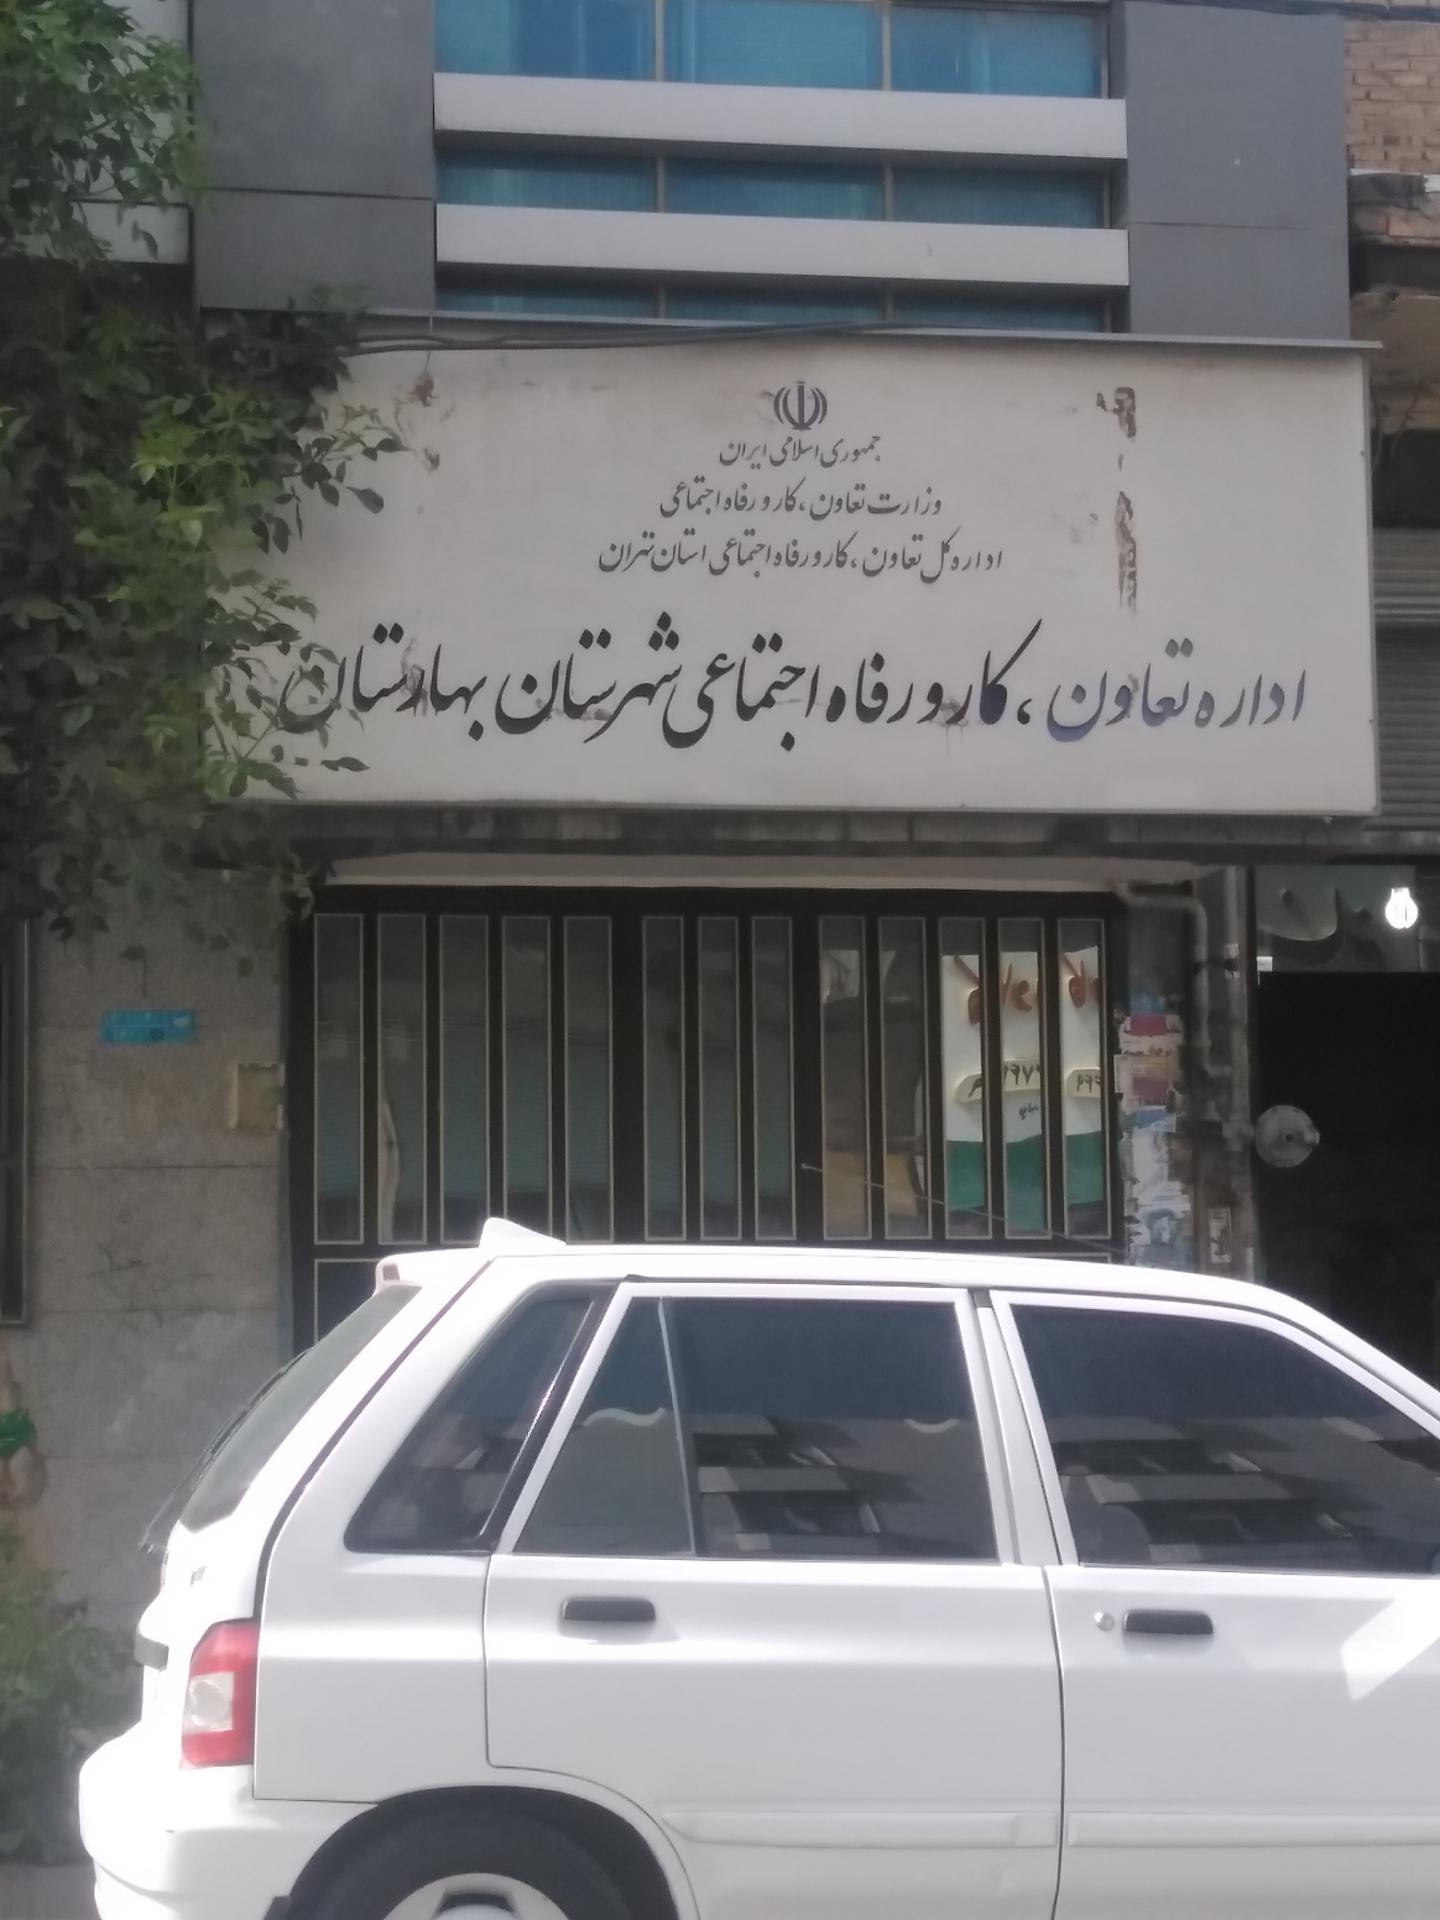 جمهوری اسلامی ایران
وزارت تعاون، کار و رفاه اجتماعی
اداره کل تعاون، کار و رفاه اجتماعی استان تهران
اداره تعاون، کار و رفاه اجتماعی شهرستان بهارستان